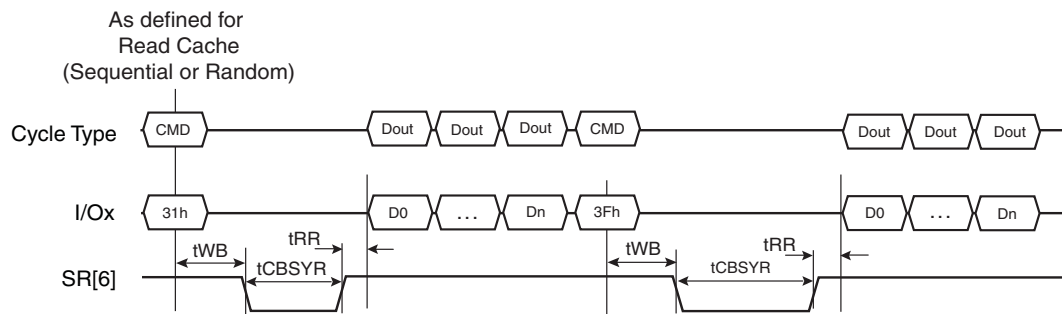 As defined for
Read Cache
(Sequential or Random)
Cycle Type CMD Dout Dout Dout CMD Dout Dout Dout
I/Ox 31h D0 ... Dn 3Fh D0 ... Dn
tWB tRR tWB tRR
tCBSYR tCBSYR
SR[6]